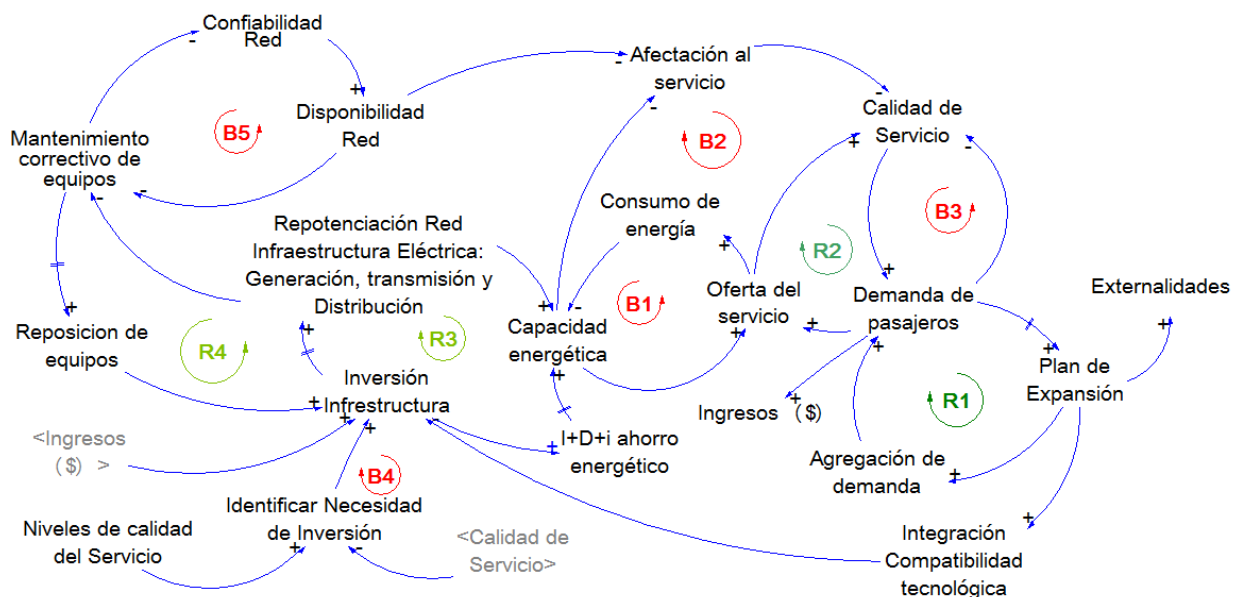 Confiabilidad
Red
Afectación al
servicio
Disponibilidad
Red
Calidad de
Servicio
B5
B2
Mantenimiento
correctivo de
equipos
Consumo de
energía
B3
Repotenciación Red
Infraestructura Eléctrica:
Generación, transmisión y
Distribución
R2
Externalidades
Oferta del
servicio
Demanda de
pasajeros
B1
Reposicion de
equipos
R4
R3
Capacidad
energética
Plan de
Expansión
Inversión
Infrestructura
Ingresos ($)
R1
<Ingresos
($) >
I+D+i ahorro
energético
Agregación de
demanda
B4
Identificar Necesidad
de Inversión
Niveles de calidad
del Servicio
<Calidad de
Servicio>
Integración
Compatibilidad
tecnológica